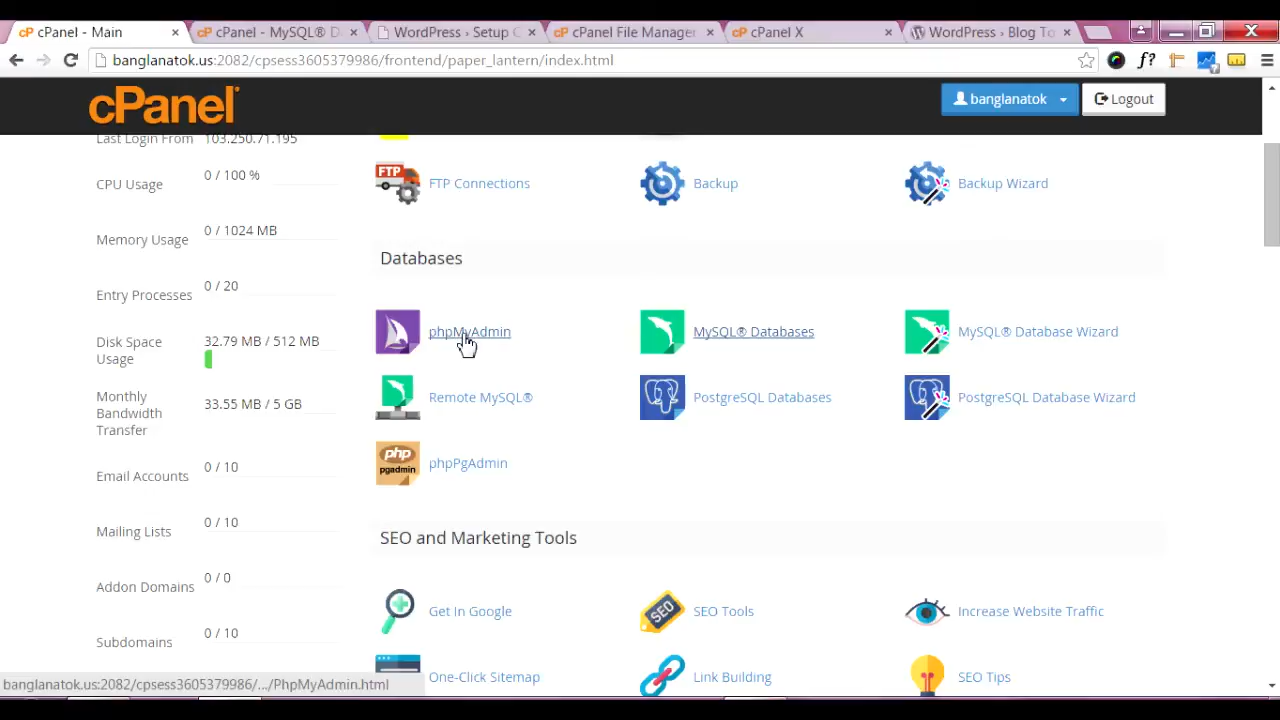 cPanel - Main
cPanel - MySQL® D
WordPress › Setup C
cPanel File Manage
cPanel X
WordPress › Blog To
banglanatok.us:2082/cpsess3605379986/frontend/paper_lantern/index.html
f?
cPanel
banglanatok
Logout
Last Login From 103.250.71.195
CPU Usage 0 / 100 %
Memory Usage 0 / 1024 MB
Entry Processes 0 / 20
Disk Space Usage 32.79 MB / 512 MB
Monthly Bandwidth Transfer 33.55 MB / 5 GB
Email Accounts 0 / 10
Mailing Lists 0 / 10
Addon Domains 0 / 0
Subdomains 0 / 10
FTP
FTP Connections
Backup
Backup Wizard
Databases
phpMyAdmin
MySQL® Databases
MySQL® Database Wizard
Remote MySQL®
PostgreSQL Databases
PostgreSQL Database Wizard
php
pgadmin
phpPgAdmin
SEO and Marketing Tools
Get In Google
SEO
SEO Tools
Increase Website Traffic
One-Click Sitemap
Link Building
SEO Tips
banglanatok.us:2082/cpsess3605379986/.../PhpMyAdmin.html